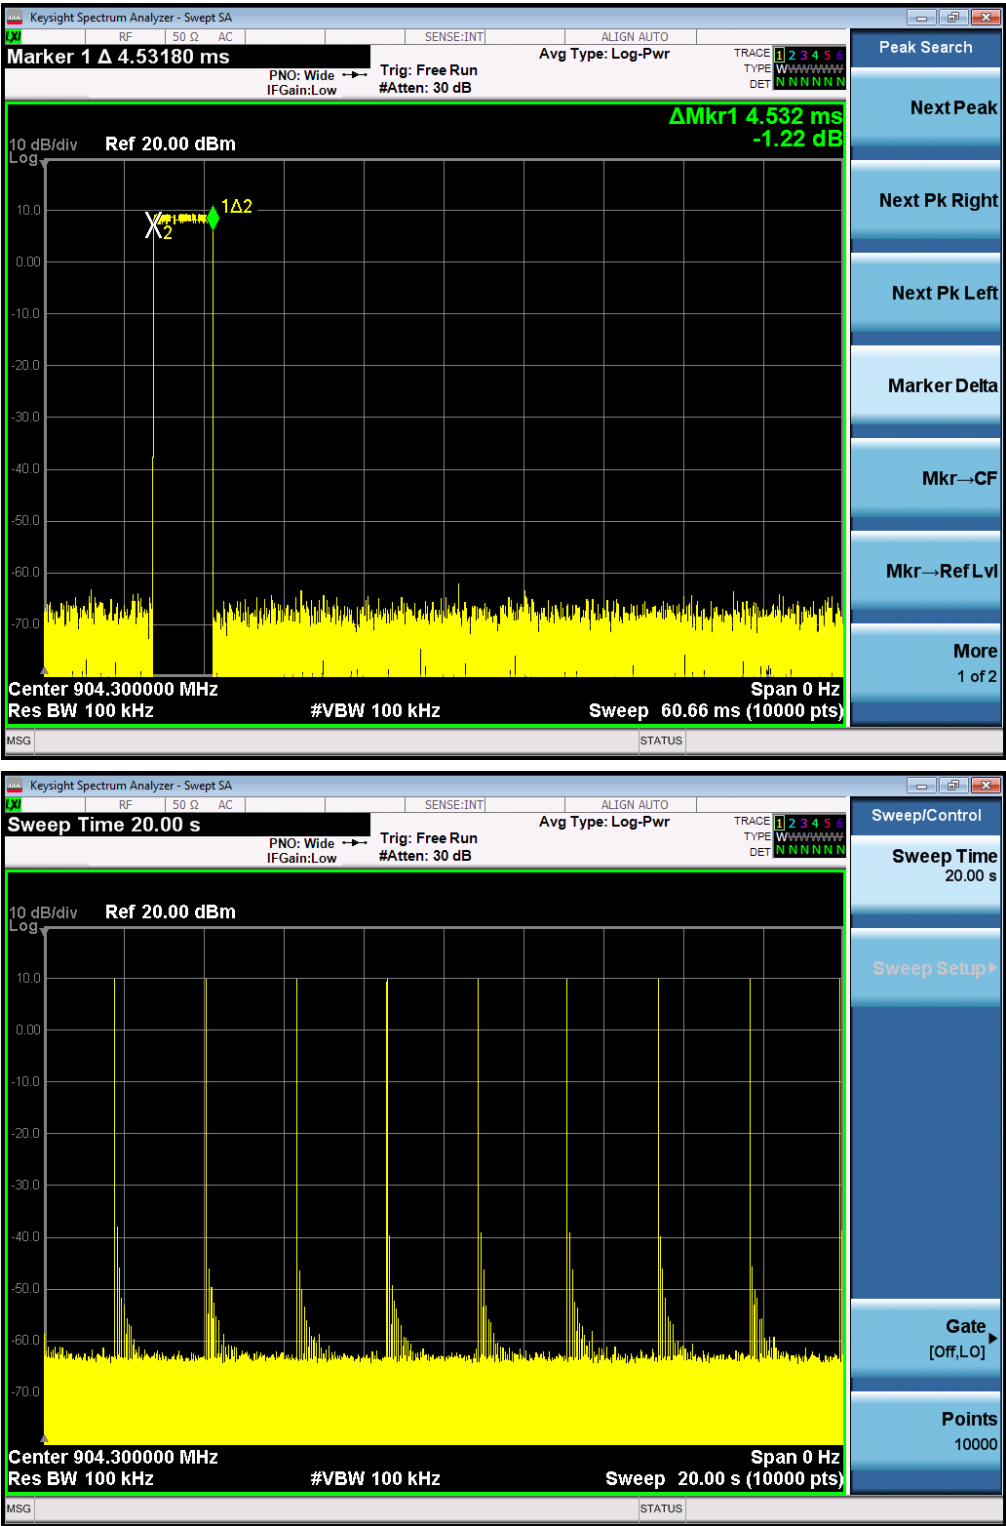 Keysight Spectrum Analyzer - Swept SA
LXI RF 50 Ω AC SENSE:INT ALIGN AUTO
Marker 1 Δ 4.53180 ms
PNO: Wide
IFGain:Low
Trig: Free Run
#Atten: 30 dB
Avg Type: Log-Pwr
TRACE 1 2 3 4 5 6
TYPE WWWWWW
DET N N N N N N
ΔMkr1 4.532 ms
-1.22 dB
10 dB/div
Log
Ref 20.00 dBm
10.0
0.00
-10.0
-20.0
-30.0
-40.0
-50.0
-60.0
-70.0
1Δ2
2
Center 904.300000 MHz
Span 0 Hz
Res BW 100 kHz
#VBW 100 kHz
Sweep 60.66 ms (10000 pts)
MSG
STATUS
Peak Search
Next Peak
Next Pk Right
Next Pk Left
Marker Delta
Mkr→CF
Mkr→Ref Lvl
More
1 of 2
Keysight Spectrum Analyzer - Swept SA
LXI RF 50 Ω AC SENSE:INT ALIGN AUTO
Sweep Time 20.00 s
PNO: Wide
IFGain:Low
Trig: Free Run
#Atten: 30 dB
Avg Type: Log-Pwr
TRACE 1 2 3 4 5 6
TYPE WWWWWW
DET N N N N N N
10 dB/div
Log
Ref 20.00 dBm
10.0
0.00
-10.0
-20.0
-30.0
-40.0
-50.0
-60.0
-70.0
Center 904.300000 MHz
Span 0 Hz
Res BW 100 kHz
#VBW 100 kHz
Sweep 20.00 s (10000 pts)
MSG
STATUS
Sweep/Control
Sweep Time
20.00 s
Sweep Setup
Gate
[Off,LO]
Points
10000